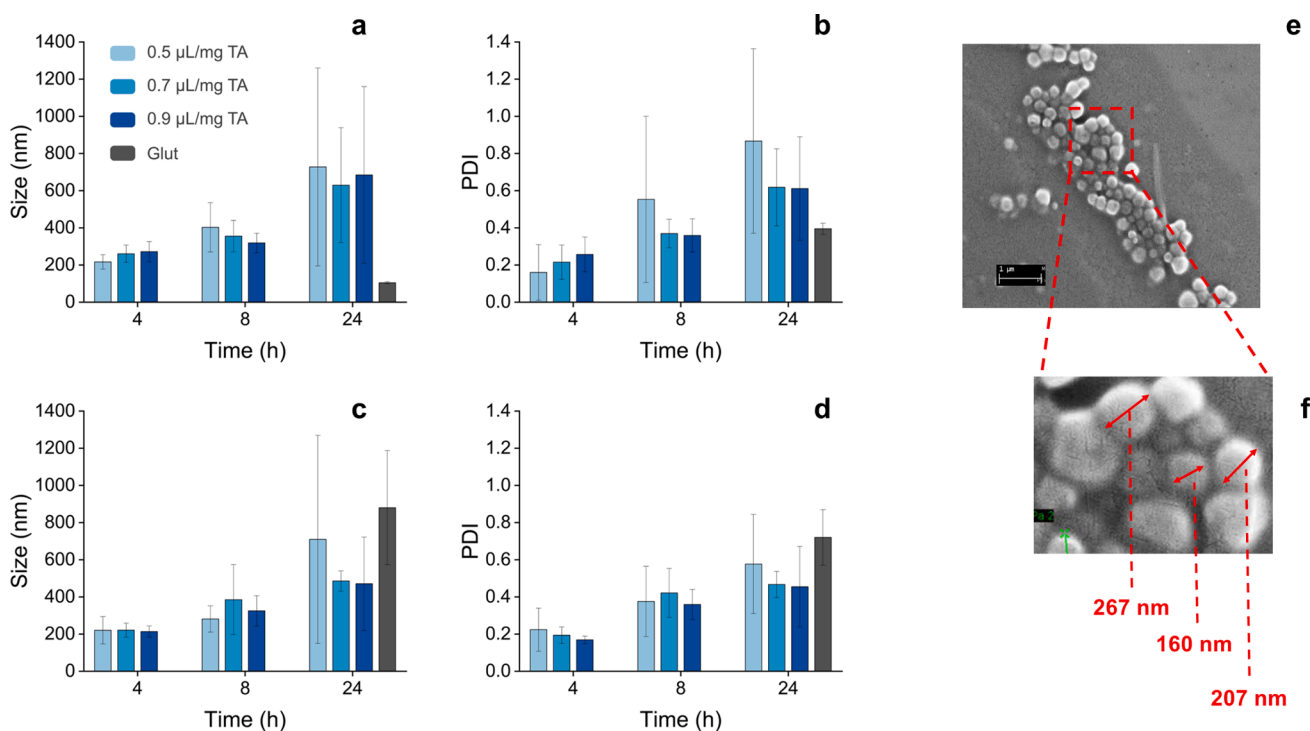 a
1400
1200
1000
800
600
400
200
0
Size (nm)
0.5 µL/mg TA
0.7 µL/mg TA
0.9 µL/mg TA
Glut
4 8 24
Time (h)
b
1.4
1.2
1.0
0.8
0.6
0.4
0.2
0.0
PDI
4 8 24
Time (h)
e
1 µm
c
1400
1200
1000
800
600
400
200
0
Size (nm)
4 8 24
Time (h)
d
1.4
1.2
1.0
0.8
0.6
0.4
0.2
0.0
PDI
4 8 24
Time (h)
f
267 nm
160 nm
207 nm